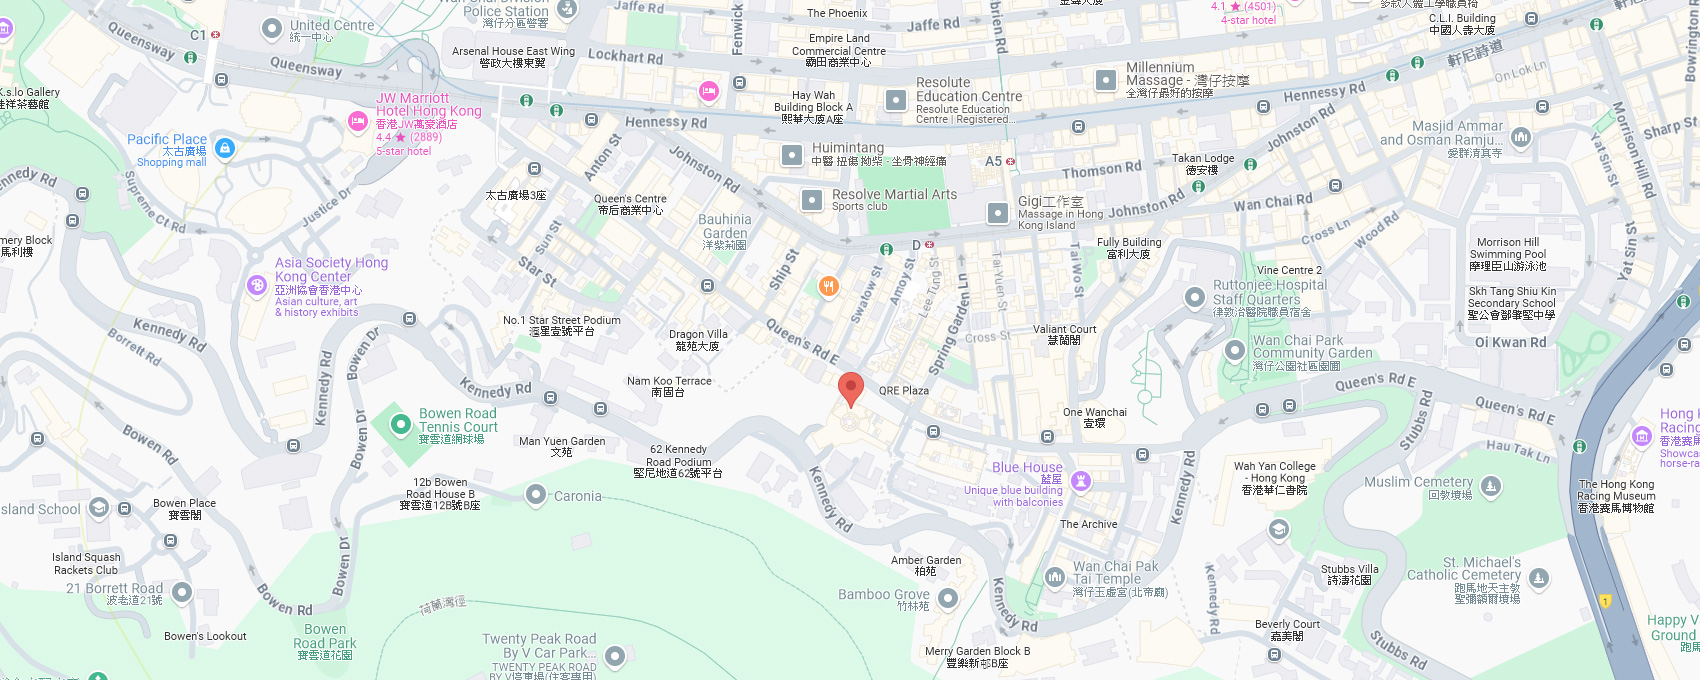 United Centre
統一中心
C1
Queensway
Queensway
Police Station
灣仔分區警署
Arsenal House East Wing
警政大樓東翼
Jaffe Rd
Jaffe Rd
Fenwick
The Phoenix
Empire Land
Commercial Centre
霸田商業中心
Lockhart Rd
4.1 ★ (4501)
4-star hotel
C.L.I. Building
中國人壽大廈
軒尼詩道
On Lok Ln
Bowrington R
K.s.lo Gallery
佳祥茶藝館
JW Marriott
Hotel Hong Kong
香港JW萬豪酒店
4.4 ★ (2889)
5-star hotel
Pacific Place
太古廣場
Shopping mall
Hay Wah
Building Block A
熙華大廈A座
Resolute
Education Centre
Resolute Education
Centre | Registered...
Millennium
Massage - 灣仔按摩
全灣仔最好的按摩
Hennessy Rd
Hennessy Rd
Johnston Rd
Morrison Hill Rd
Sharp St
Masjid Ammar
and Osman Ramju...
愛群清真寺
Tak Yan St
Anton St
Johnston Rd
Huimintang
中醫 扭傷 拗柴 - 坐骨神經痛
A5
Thomson Rd
Takan Lodge
德安樓
Kennedy Rd
Supreme Ct Rd
Justice Dr
太古廣場3座
Queen's Centre
帝后商業中心
Resolve Martial Arts
Sports club
Gigi工作室
Massage in Hong
Kong Island
Johnston Rd
Wan Chai Rd
Cross Ln
Wood Rd
Bauhinia
Garden
洋紫荊園
Sun St
Star St
Ship St
D
Fully Building
富利大廈
Morrison Hill
Swimming Pool
摩理臣山游泳池
Yat Sin St
mery Block
馬利樓
Asia Society Hong
Kong Center
亞洲協會香港中心
Asian culture, art
& history exhibits
Swatow St
Amoy St
Lee Tung St
Spring Garden Ln
Tai Yuen St
Tai Wo St
Vine Centre 2
Ruttonjee Hospital
Staff Quarters
律敦治醫院職員宿舍
Skh Tang Shiu Kin
Secondary School
聖公會鄧肇堅中學
No.1 Star Street Podium
滙星壹號平台
Dragon Villa
龍苑大廈
Queen's Rd E
Cross St
Valiant Court
慧蘭閣
Wan Chai Park
Community Garden
灣仔公園社區園圃
Oi Kwan Rd
Kennedy Rd
Borrett Rd
Kennedy Rd
Bowen Dr
Kennedy Rd
Nam Koo Terrace
南固台
QRE Plaza
Queen's Rd E
Queen's Rd E
Bowen Road
Tennis Court
寶雲道網球場
Bowen Rd
Bowen Dr
Man Yuen Garden
文苑
62 Kennedy
Road Podium
堅尼地道62號平台
One Wanchai
壹環
Stubbs Rd
Hau Tak Ln
Hong K
Racing
香港賽馬
Showcas
horse-ra
Blue House
藍屋
Unique blue building
with balconies
Wah Yan College
- Hong Kong
香港華仁書院
Muslim Cemetery
回教墳場
The Hong Kong
Racing Museum
香港賽馬博物館
12b Bowen
Road House B
寶雲道12B號B座
Caronia
Kennedy Rd
Kennedy Rd
Bowen Place
寶雲閣
sland School
The Archive
Island Squash
Rackets Club
Bowen Dr
Amber Garden
柏苑
Wan Chai Pak
Tai Temple
灣仔玉虛宮(北帝廟)
Kennedy Rd
Kennedy Rd
Stubbs Villa
詩濤花園
St. Michael's
Catholic Cemetery
跑馬地天主教
聖彌額爾墳場
21 Borrett Road
波老道21號
Bowen Rd
荷蘭灣徑
Bamboo Grove
竹林苑
1
Bowen's Lookout
Bowen
Road Park
寶雲道花園
Twenty Peak Road
By V Car Park...
TWENTY PEAK ROAD
BY V停車場(住客專用)
Merry Garden Block B
豐樂新邨B座
Beverly Court
嘉美閣
Stubbs Rd
Happy V
Ground
跑馬